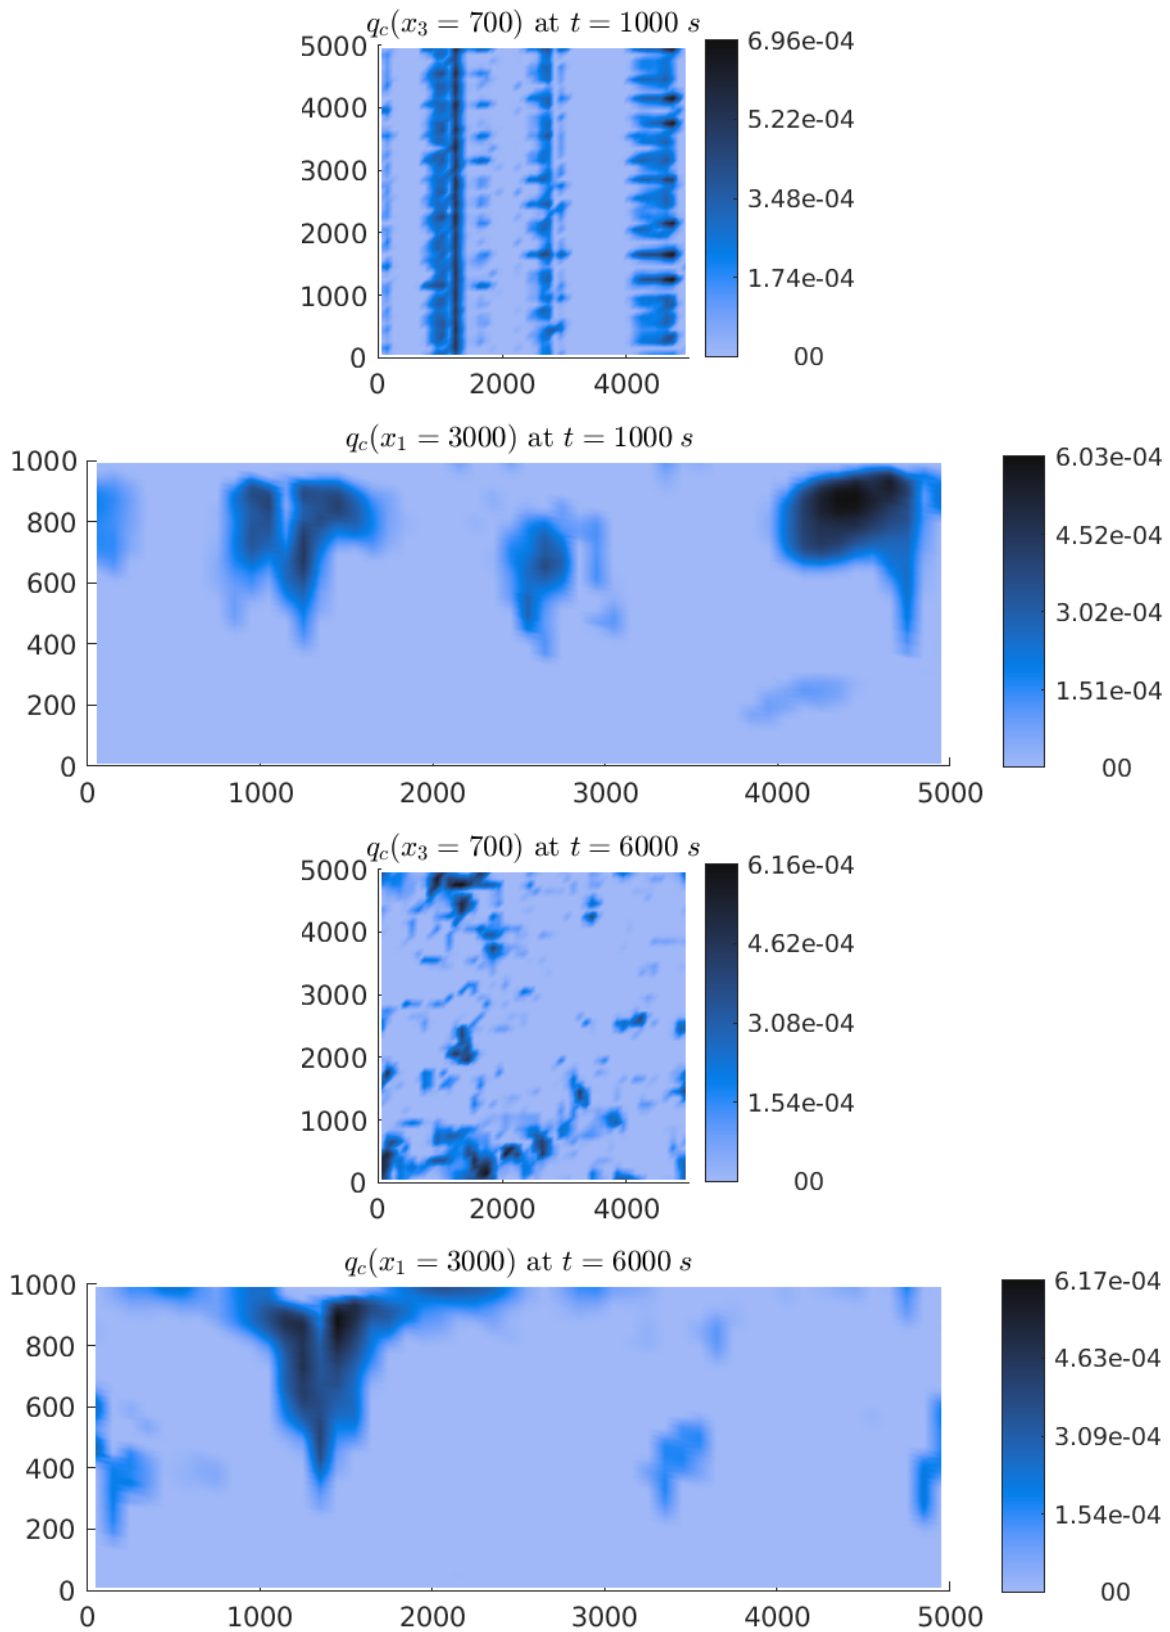 q_c(x_3 = 700) at t = 1000 s
5000
4000
3000
2000
1000
0
0 2000 4000
6.96e-04
5.22e-04
3.48e-04
1.74e-04
00
q_c(x_1 = 3000) at t = 1000 s
1000
800
600
400
200
0
0 1000 2000 3000 4000 5000
6.03e-04
4.52e-04
3.02e-04
1.51e-04
00
q_c(x_3 = 700) at t = 6000 s
5000
4000
3000
2000
1000
0
0 2000 4000
6.16e-04
4.62e-04
3.08e-04
1.54e-04
00
q_c(x_1 = 3000) at t = 6000 s
1000
800
600
400
200
0
0 1000 2000 3000 4000 5000
6.17e-04
4.63e-04
3.09e-04
1.54e-04
00